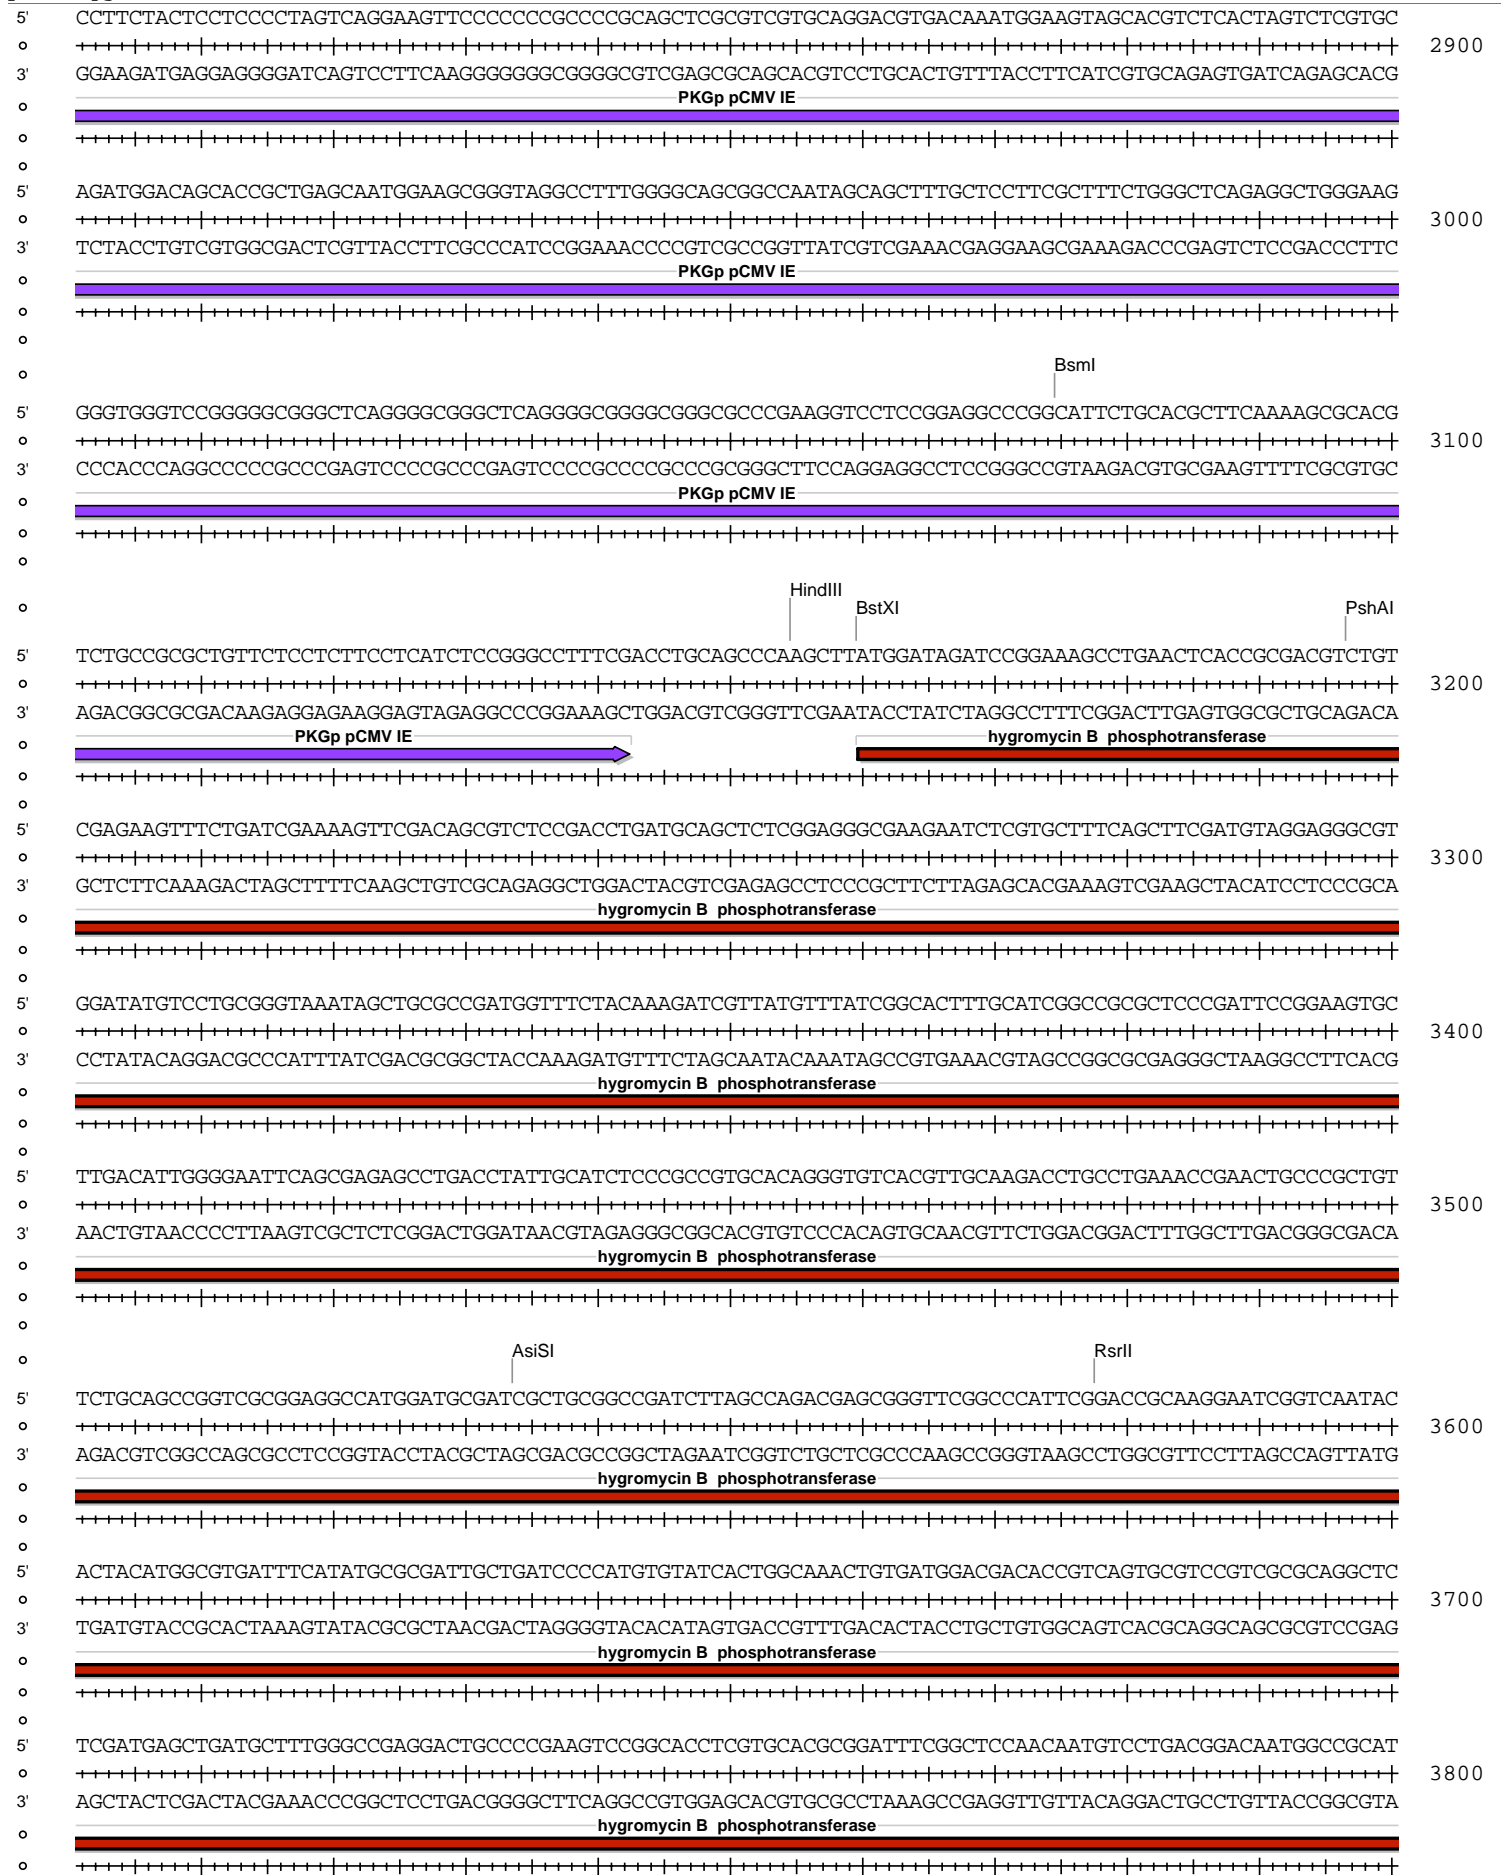 5' CCTTCTACTCCTCCCCTAGTCAGGAAGTTCCCCCCCGCCCCGCAGCTCGCGTCGTGCAGGACGTGACAAATGGAAGTAGCACGTCTCACTAGTCTCGTGC
2900
3' GGAAGATGAGGAGGGGATCAGTCCTTCAAGGGGGGGCGGGGCGTCGAGCGCAGCACGTCCTGCACTGTTTACCTTCATCGTGCAGAGTGATCAGAGCACG
PKGp pCMV IE
5' AGATGGACAGCACCGCTGAGCAATGGAAGCGGGTAGGCCTTTGGGGCAGCGGCCAATAGCAGCTTTGCTCCTTCGCTTTCTGGGCTCAGAGGCTGGGAAG
3000
3' TCTACCTGTCGTGGCGACTCGTTACCTTCGCCCATCCGGAAACCCCGTCGCCGGTTATCGTCGAAACGAGGAAGCGAAAGACCCGAGTCTCCGACCCTTC
PKGp pCMV IE
BsmI
5' GGGTGGGTCCGGGGGCGGGCTCAGGGGCGGGCTCAGGGGCGGGGCGGGCGCCCGAAGGTCCTCCGGAGGCCCGGCATTCTGCACGCTTCAAAAGCGCACG
3100
3' CCCACCCAGGCCCCCGCCCGAGTCCCCGCCCGAGTCCCCGCCCCGCCCGCGGGCTTCCAGGAGGCCTCCGGGCCGTAAGACGTGCGAAGTTTTCGCGTGC
PKGp pCMV IE
HindIII
BstXI PshAI
5' TCTGCCGCGCTGTTCTCCTCTTCCTCATCTCCGGGCCTTTCGACCTGCAGCCCAAGCTTATGGATAGATCCGGAAAGCCTGAACTCACCGCGACGTCTGT
3200
3' AGACGGCGCGACAAGAGGAGAAGGAGTAGAGGCCCGGAAAGCTGGACGTCGGGTTCGAATACCTATCTAGGCCTTTCGGACTTGAGTGGCGCTGCAGACA
PKGp pCMV IE hygromycin B phosphotransferase
5' CGAGAAGTTTCTGATCGAAAAGTTCGACAGCGTCTCCGACCTGATGCAGCTCTCGGAGGGCGAAGAATCTCGTGCTTTCAGCTTCGATGTAGGAGGGCGT
3300
3' GCTCTTCAAAGACTAGCTTTTCAAGCTGTCGCAGAGGCTGGACTACGTCGAGAGCCTCCCGCTTCTTAGAGCACGAAAGTCGAAGCTACATCCTCCCGCA
hygromycin B phosphotransferase
5' GGATATGTCCTGCGGGTAAATAGCTGCGCCGATGGTTTCTACAAAGATCGTTATGTTTATCGGCACTTTGCATCGGCCGCGCTCCCGATTCCGGAAGTGC
3400
3' CCTATACAGGACGCCCATTTATCGACGCGGCTACCAAAGATGTTTCTAGCAATACAAATAGCCGTGAAACGTAGCCGGCGCGAGGGCTAAGGCCTTCACG
hygromycin B phosphotransferase
5' TTGACATTGGGGAATTCAGCGAGAGCCTGACCTATTGCATCTCCCGCCGTGCACAGGGTGTCACGTTGCAAGACCTGCCTGAAACCGAACTGCCCGCTGT
3500
3' AACTGTAACCCCTTAAGTCGCTCTCGGACTGGATAACGTAGAGGGCGGCACGTGTCCCACAGTGCAACGTTCTGGACGGACTTTGGCTTGACGGGCGACA
hygromycin B phosphotransferase
AsiSI RsrII
5' TCTGCAGCCGGTCGCGGAGGCCATGGATGCGATCGCTGCGGCCGATCTTAGCCAGACGAGCGGGTTCGGCCCATTCGGACCGCAAGGAATCGGTCAATAC
3600
3' AGACGTCGGCCAGCGCCTCCGGTACCTACGCTAGCGACGCCGGCTAGAATCGGTCTGCTCGCCCAAGCCGGGTAAGCCTGGCGTTCCTTAGCCAGTTATG
hygromycin B phosphotransferase
5' ACTACATGGCGTGATTTCATATGCGCGATTGCTGATCCCCATGTGTATCACTGGCAAACTGTGATGGACGACACCGTCAGTGCGTCCGTCGCGCAGGCTC
3700
3' TGATGTACCGCACTAAAGTATACGCGCTAACGACTAGGGGTACACATAGTGACCGTTTGACACTACCTGCTGTGGCAGTCACGCAGGCAGCGCGTCCGAG
hygromycin B phosphotransferase
5' TCGATGAGCTGATGCTTTGGGCCGAGGACTGCCCCGAAGTCCGGCACCTCGTGCACGCGGATTTCGGCTCCAACAATGTCCTGACGGACAATGGCCGCAT
3800
3' AGCTACTCGACTACGAAACCCGGCTCCTGACGGGGCTTCAGGCCGTGGAGCACGTGCGCCTAAAGCCGAGGTTGTTACAGGACTGCCTGTTACCGGCGTA
hygromycin B phosphotransferase